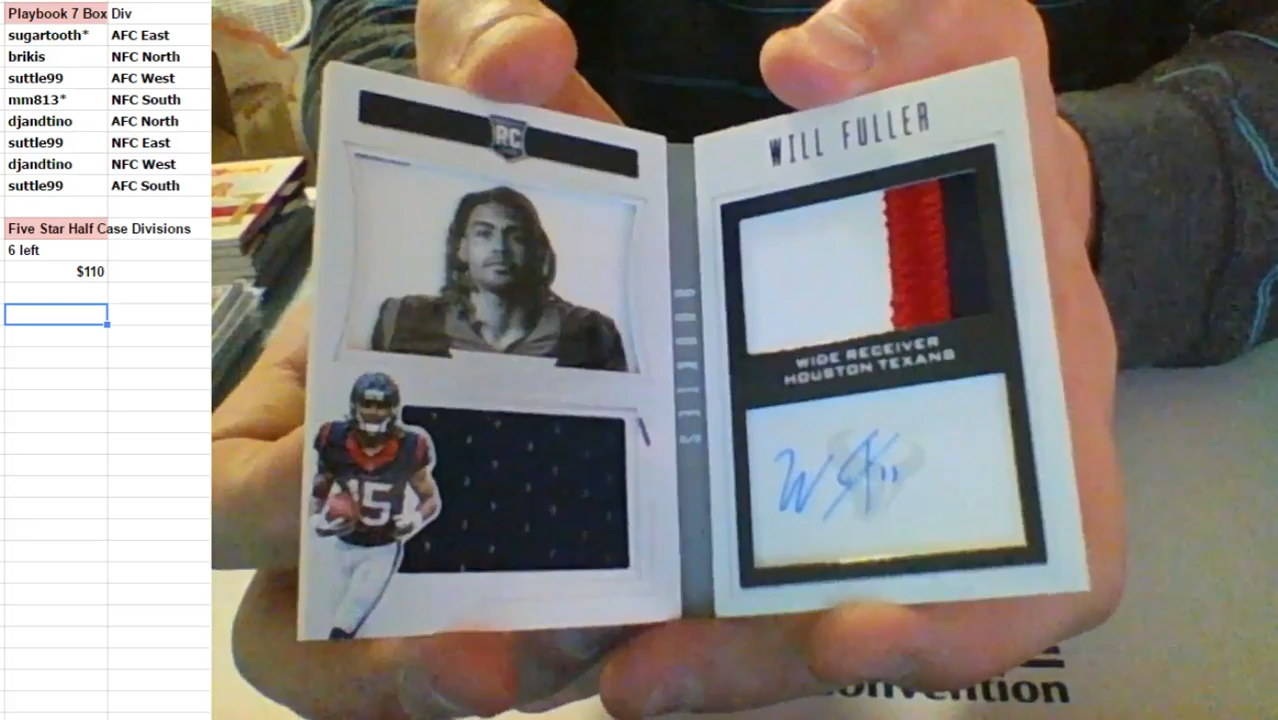 Playbook 7 Box Div
sugartooth* AFC East
brikis NFC North
suttle99 AFC West
mm813* NFC South
djandtino AFC North
suttle99 NFC East
djandtino NFC West
suttle99 AFC South
Five Star Half Case Divisions
6 left
$110
RC
15
WILL FULLER
WIDE RECEIVER
HOUSTON TEXANS
convention